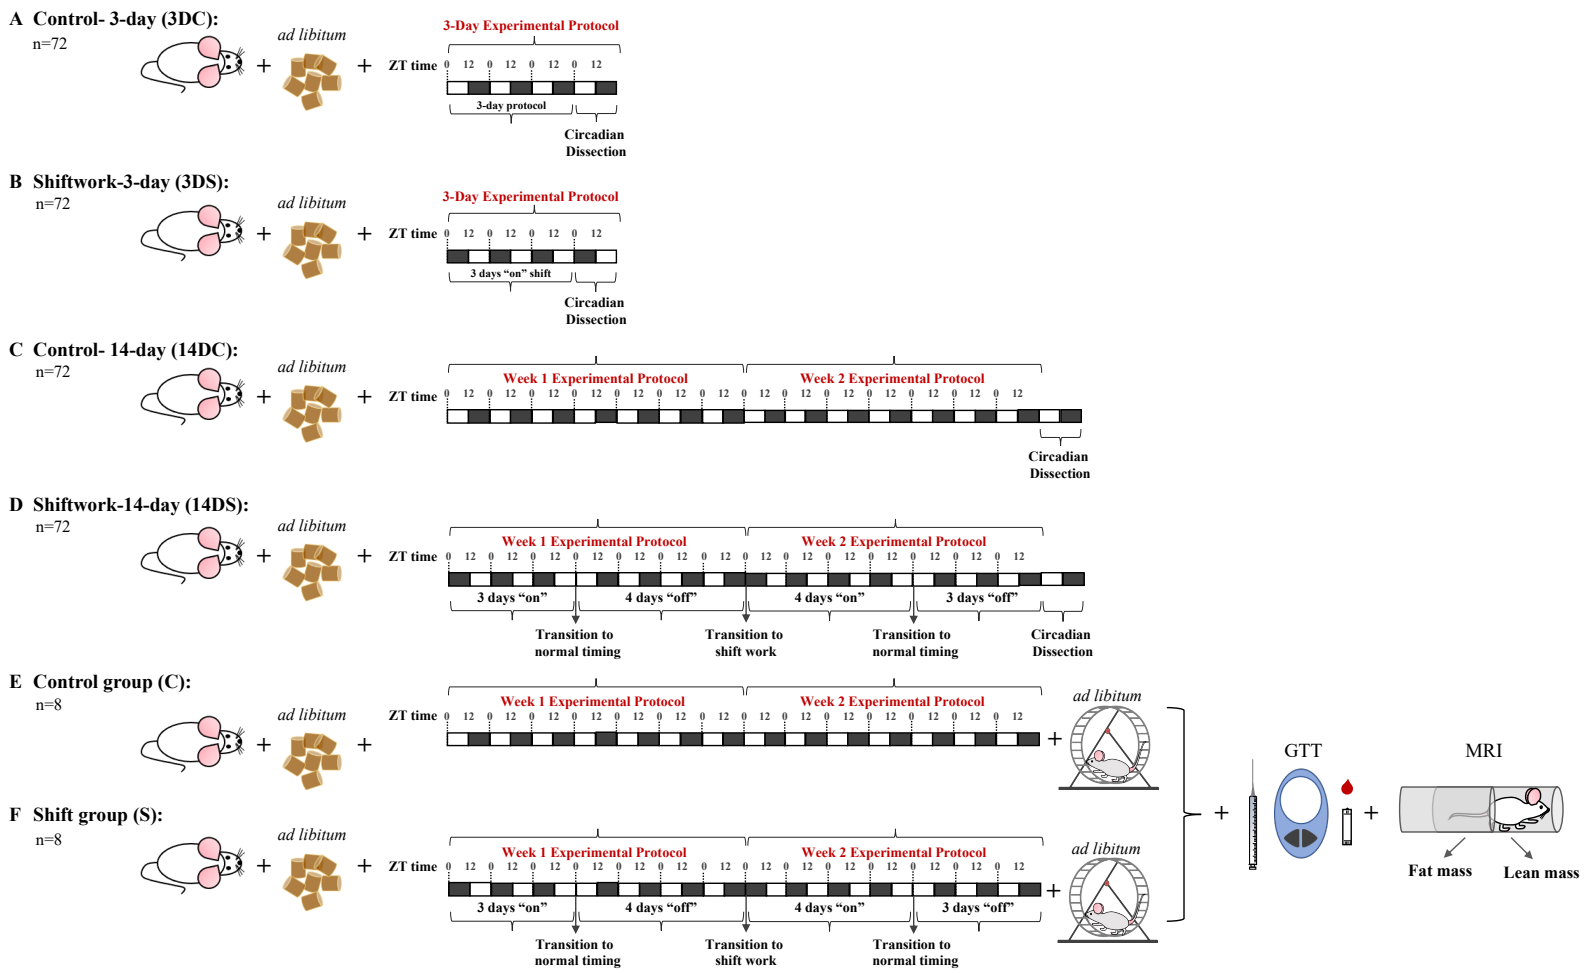 A Control- 3-day (3DC):
n=72
ad libitum
3-Day Experimental Protocol
ZT time
0 12 0 12 0 12 0 12
3-day protocol
Circadian
Dissection
B Shiftwork-3-day (3DS):
n=72
ad libitum
3-Day Experimental Protocol
ZT time
0 12 0 12 0 12 0 12
3 days “on” shift
Circadian
Dissection
C Control- 14-day (14DC):
n=72
ad libitum
Week 1 Experimental Protocol
Week 2 Experimental Protocol
ZT time
0 12 0 12 0 12 0 12 0 12 0 12 0 12 0 12 0 12 0 12 0 12 0 12 0 12 0 12
Circadian
Dissection
D Shiftwork-14-day (14DS):
n=72
ad libitum
Week 1 Experimental Protocol
Week 2 Experimental Protocol
ZT time
0 12 0 12 0 12 0 12 0 12 0 12 0 12 0 12 0 12 0 12 0 12 0 12 0 12 0 12
3 days “on”
4 days “off”
4 days “on”
3 days “off”
Transition to
normal timing
Transition to
shift work
Transition to
normal timing
Circadian
Dissection
E Control group (C):
n=8
ad libitum
Week 1 Experimental Protocol
Week 2 Experimental Protocol
ZT time
0 12 0 12 0 12 0 12 0 12 0 12 0 12 0 12 0 12 0 12 0 12 0 12 0 12 0 12
ad libitum
GTT
MRI
Fat mass
Lean mass
F Shift group (S):
n=8
ad libitum
Week 1 Experimental Protocol
Week 2 Experimental Protocol
ZT time
0 12 0 12 0 12 0 12 0 12 0 12 0 12 0 12 0 12 0 12 0 12 0 12 0 12 0 12
ad libitum
3 days “on”
4 days “off”
4 days “on”
3 days “off”
Transition to
normal timing
Transition to
shift work
Transition to
normal timing